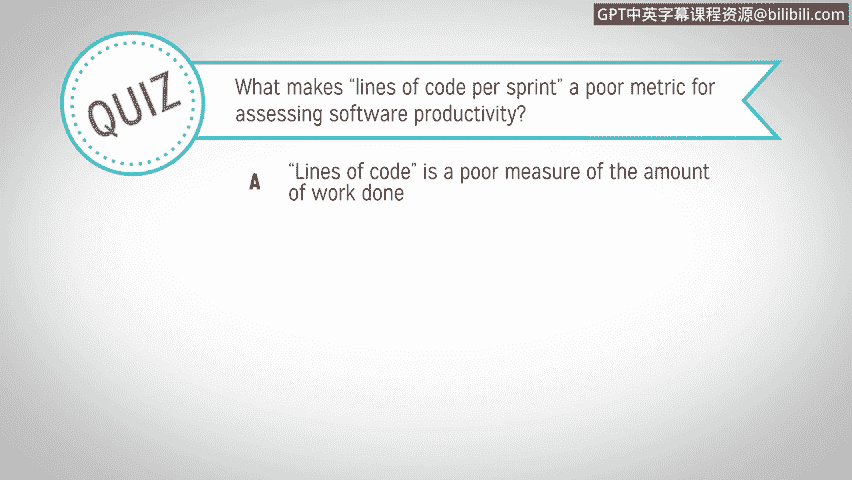 GPT中英字幕课程资源@bilibili.com
QUIZ
What makes “lines of code per sprint” a poor metric for
assessing software productivity?
A
“Lines of code” is a poor measure of the amount
of work done